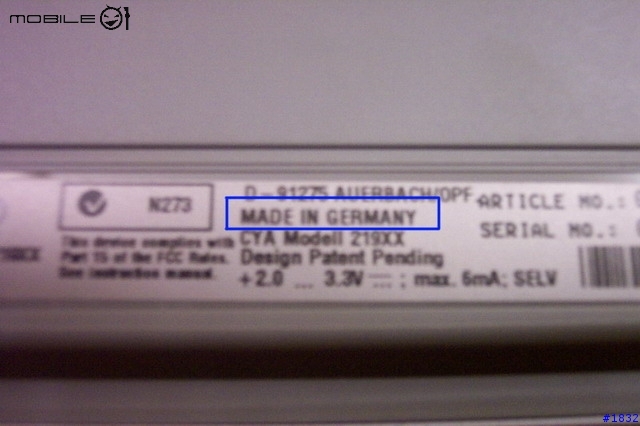 MOBILE
D-91275 AUERBACH/OPF
MADE IN GERMANY
CYA Modell 219XX
Design Patent Pending
+2.0 ... 3.3V ⎓; max. 6mA; SELV
N273
This device complies with
Part 15 of the FCC Rules.
See instruction manual.
ARTICLE NO.:
SERIAL NO.:
#1832